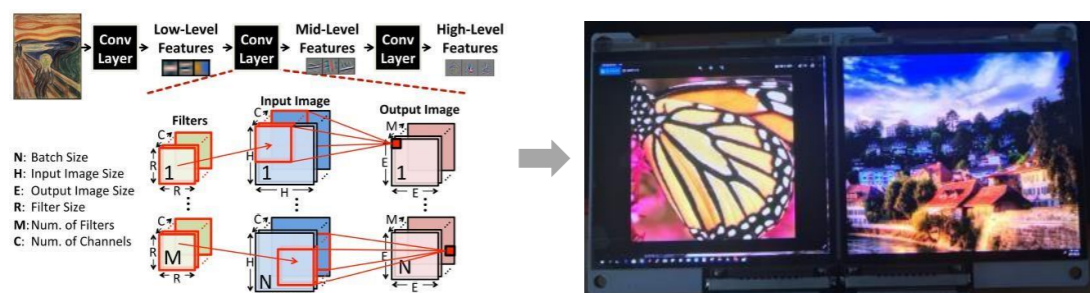 Conv Layer
Low-Level Features
Conv Layer
Mid-Level Features
Conv Layer
High-Level Features
Filters
Input Image
Output Image
N: Batch Size
H: Input Image Size
E: Output Image Size
R: Filter Size
M: Num. of Filters
C: Num. of Channels
C
R
1
R
C
H
1
H
M
E
1
E
C
R
M
R
C
H
N
H
M
E
N
E